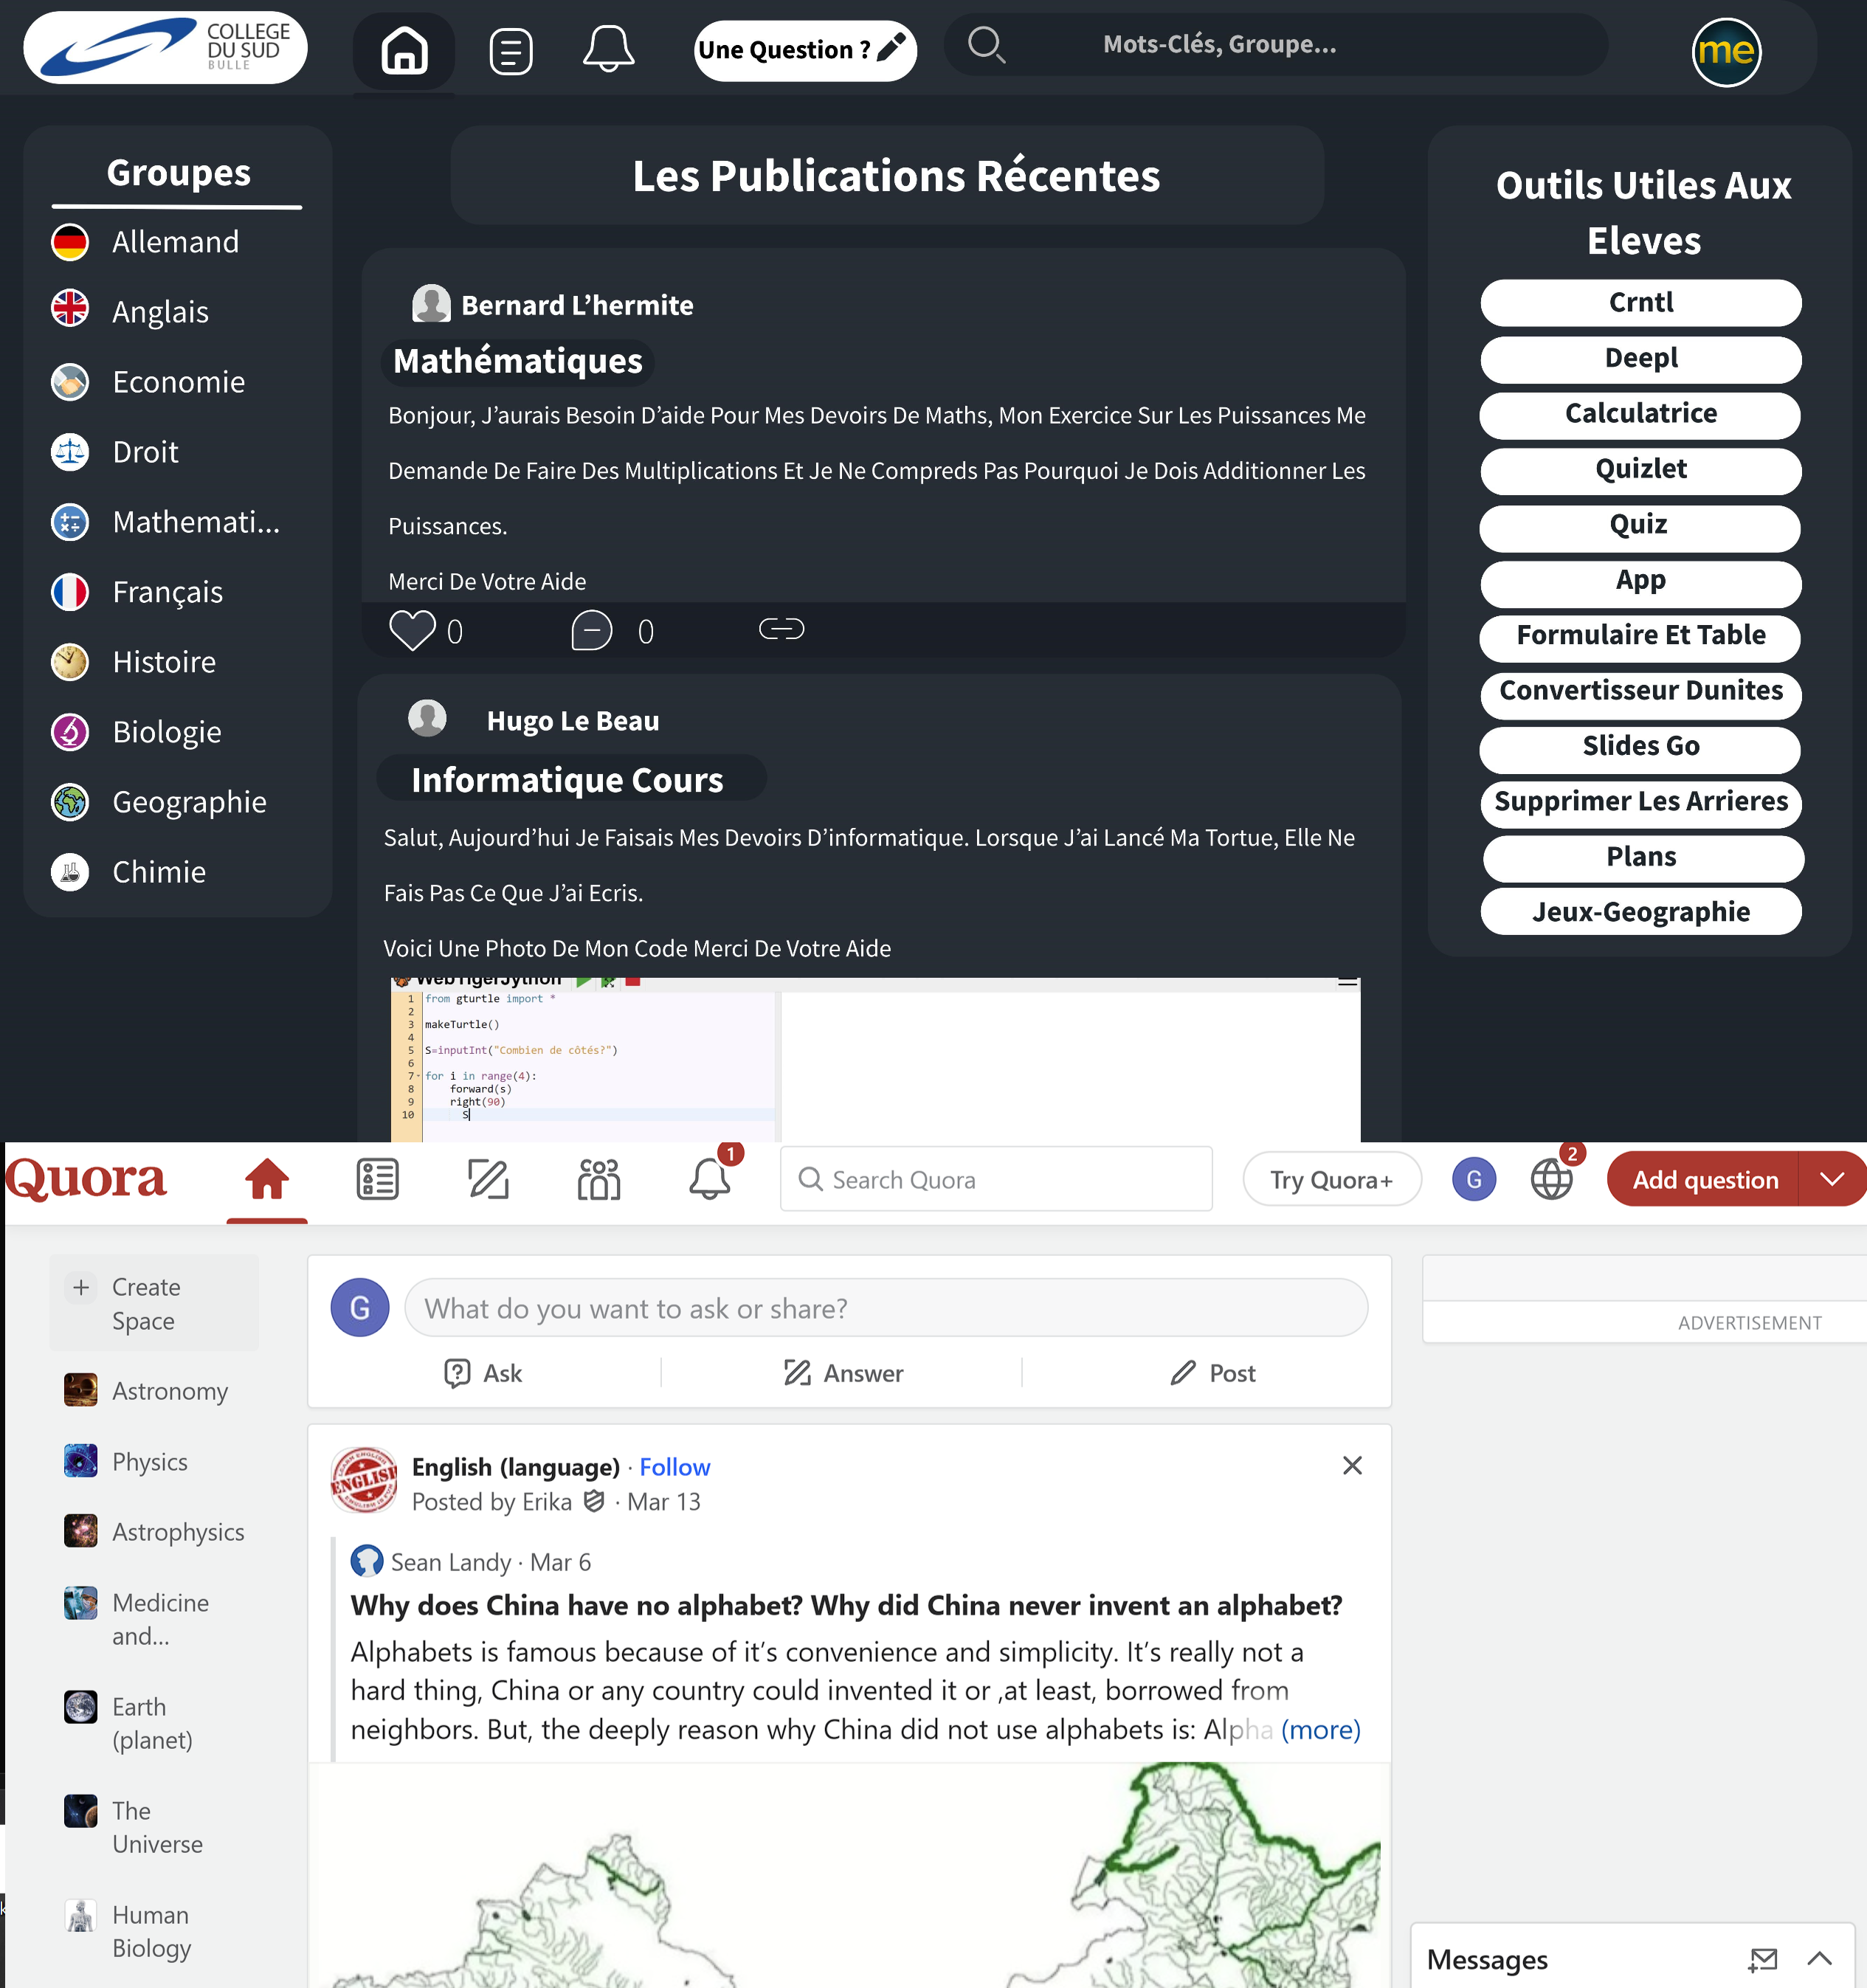 COLLEGE
DU SUD
BULLE
Une Question ?
Mots-Clés, Groupe...
me
Groupes
Allemand
Anglais
Economie
Droit
Mathemati...
Français
Histoire
Biologie
Geographie
Chimie
Les Publications Récentes
Bernard L’hermite
Mathématiques
Bonjour, J’aurais Besoin D’aide Pour Mes Devoirs De Maths, Mon Exercice Sur Les Puissances Me
Demande De Faire Des Multiplications Et Je Ne Compreds Pas Pourquoi Je Dois Additionner Les
Puissances.
Merci De Votre Aide
0 0
Hugo Le Beau
Informatique Cours
Salut, Aujourd’hui Je Faisais Mes Devoirs D’informatique. Lorsque J’ai Lancé Ma Tortue, Elle Ne
Fais Pas Ce Que J’ai Ecris.
Voici Une Photo De Mon Code Merci De Votre Aide
WebTigerJython
1 from gturtle import *
2
3 makeTurtle()
4
5 S=inputInt("Combien de côtés?")
6
7 for i in range(4):
8 forward(s)
9 right(90)
10 S
Outils Utiles Aux
Eleves
Crntl
Deepl
Calculatrice
Quizlet
Quiz
App
Formulaire Et Table
Convertisseur Dunites
Slides Go
Supprimer Les Arrieres
Plans
Jeux-Geographie
Quora
1
Search Quora
Try Quora+
G
2
Add question
Create
Space
Astronomy
Physics
Astrophysics
Medicine
and...
Earth
(planet)
The
Universe
Human
Biology
G
What do you want to ask or share?
Ask
Answer
Post
ENGLISH
English (language) · Follow
Posted by Erika · Mar 13
Sean Landy · Mar 6
Why does China have no alphabet? Why did China never invent an alphabet?
Alphabets is famous because of it’s convenience and simplicity. It’s really not a
hard thing, China or any country could invented it or ,at least, borrowed from
neighbors. But, the deeply reason why China did not use alphabets is: Alpha (more)
ADVERTISEMENT
Messages